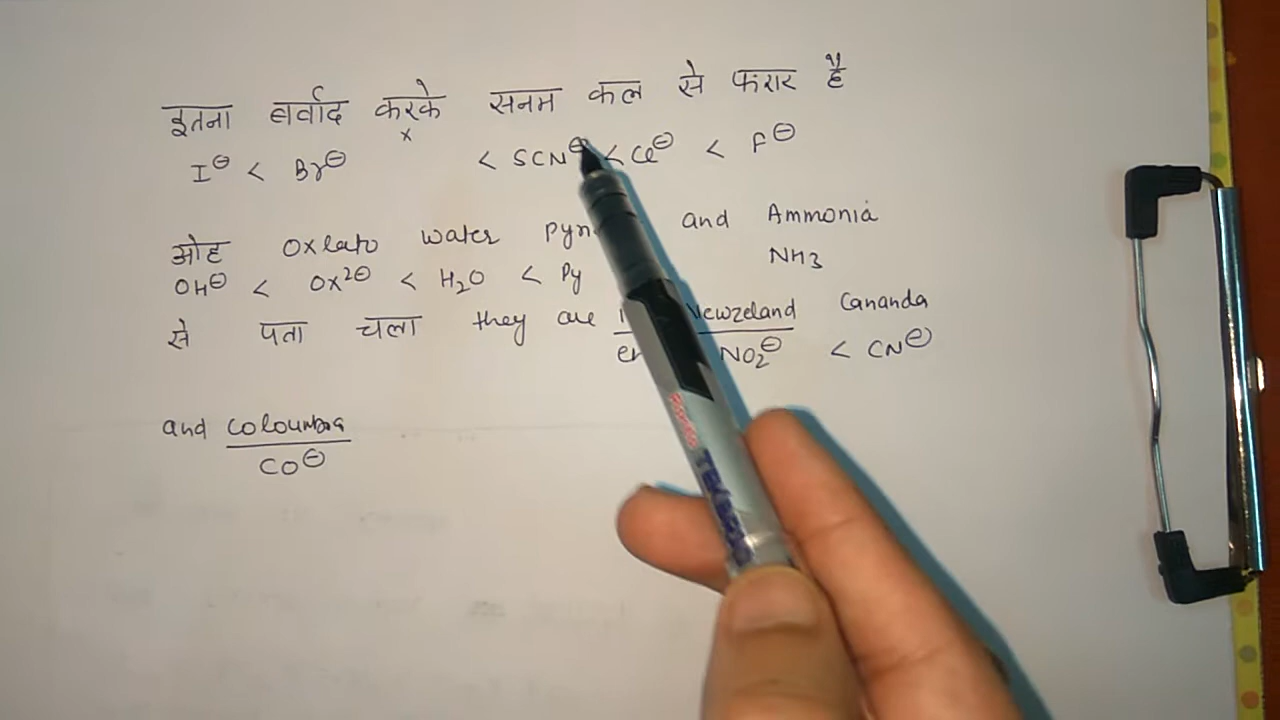 इतना बर्वाद करके सनम कल से फरार है
x
I⊖ < Br⊖ < SCN⊖ < Cl⊖ < F⊖
ओह Oxlato water and Ammonia
NH3
OH⊖ < OX2⊖ < H2O < Py
से पता चला they are Newzeland Cananda
NO2⊖ < CN⊖
and Coloumbia
CO⊖